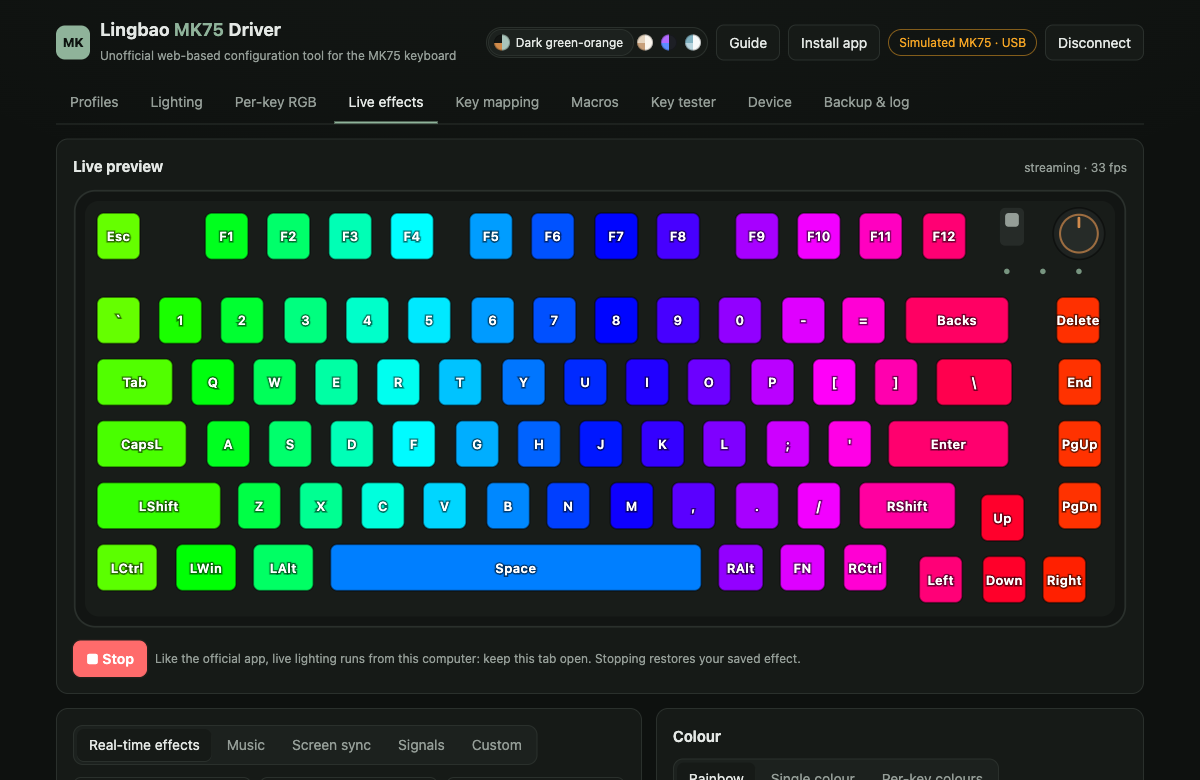 MK
Lingbao MK75 Driver
Unofficial web-based configuration tool for the MK75 keyboard
Dark green-orange
Guide
Install app
Simulated MK75 · USB
Disconnect
Profiles
Lighting
Per-key RGB
Live effects
Key mapping
Macros
Key tester
Device
Backup & log
Live preview
streaming · 33 fps
Esc F1 F2 F3 F4 F5 F6 F7 F8 F9 F10 F11 F12
` 1 2 3 4 5 6 7 8 9 0 - = Backs Delete
Tab Q W E R T Y U I O P [ ] \ End
CapsL A S D F G H J K L ; ' Enter PgUp
LShift Z X C V B N M , . / RShift Up PgDn
LCtrl LWin LAlt Space RAlt FN RCtrl Left Down Right
Stop
Like the official app, live lighting runs from this computer: keep this tab open. Stopping restores your saved effect.
Real-time effects
Music
Screen sync
Signals
Custom
Colour
Rainbow
Single colour
Per-key colours